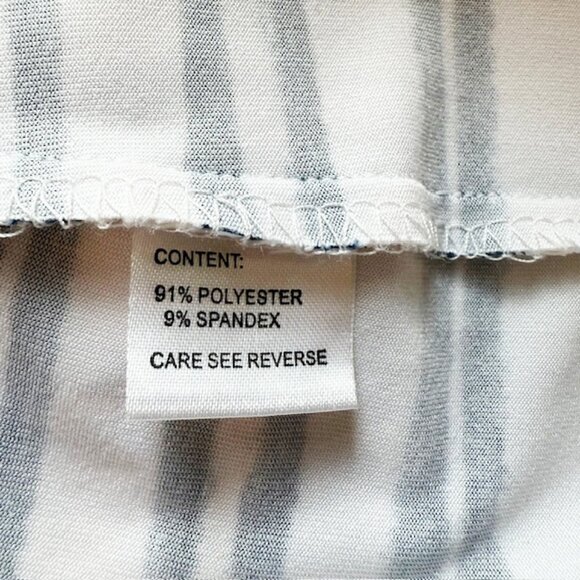 CONTENT:
91% POLYESTER
9% SPANDEX
CARE SEE REVERSE